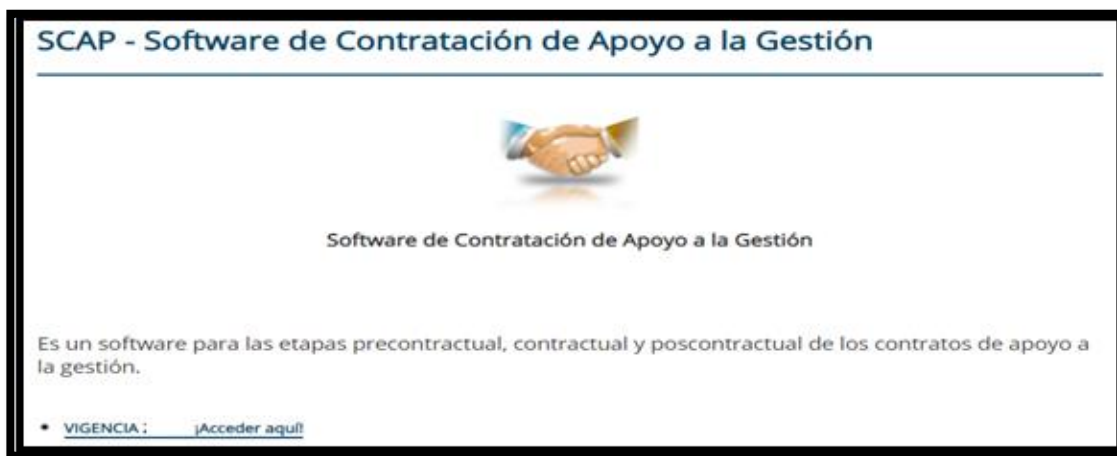 SCAP - Software de Contratación de Apoyo a la Gestión
Software de Contratación de Apoyo a la Gestión
Es un software para las etapas precontractual, contractual y poscontractual de los contratos de apoyo a
la gestión.
• VIGENCIA: ¡Acceder aquí!